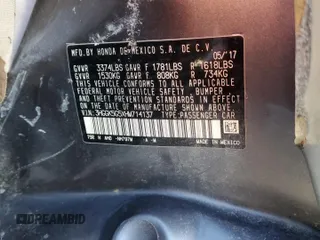 MFD.BY HONDA DE MEXICO S.A. DE C.V.
05/'17
GVWR 3374LBS GAWR F 1781LBS R 1618LBS
GVWR 1530KG GAWR F 808KG R 734KG
THIS VEHICLE CONFORMS TO ALL APPLICABLE
FEDERAL MOTOR VEHICLE SAFETY, BUMPER
AND THEFT PREVENTION STANDARDS IN EFFECT
ON THE DATE OF MANUFACTURE SHOWN ABOVE.
TYPE:PASSENGER CAR
MADE IN MEXICO
DREAMBID